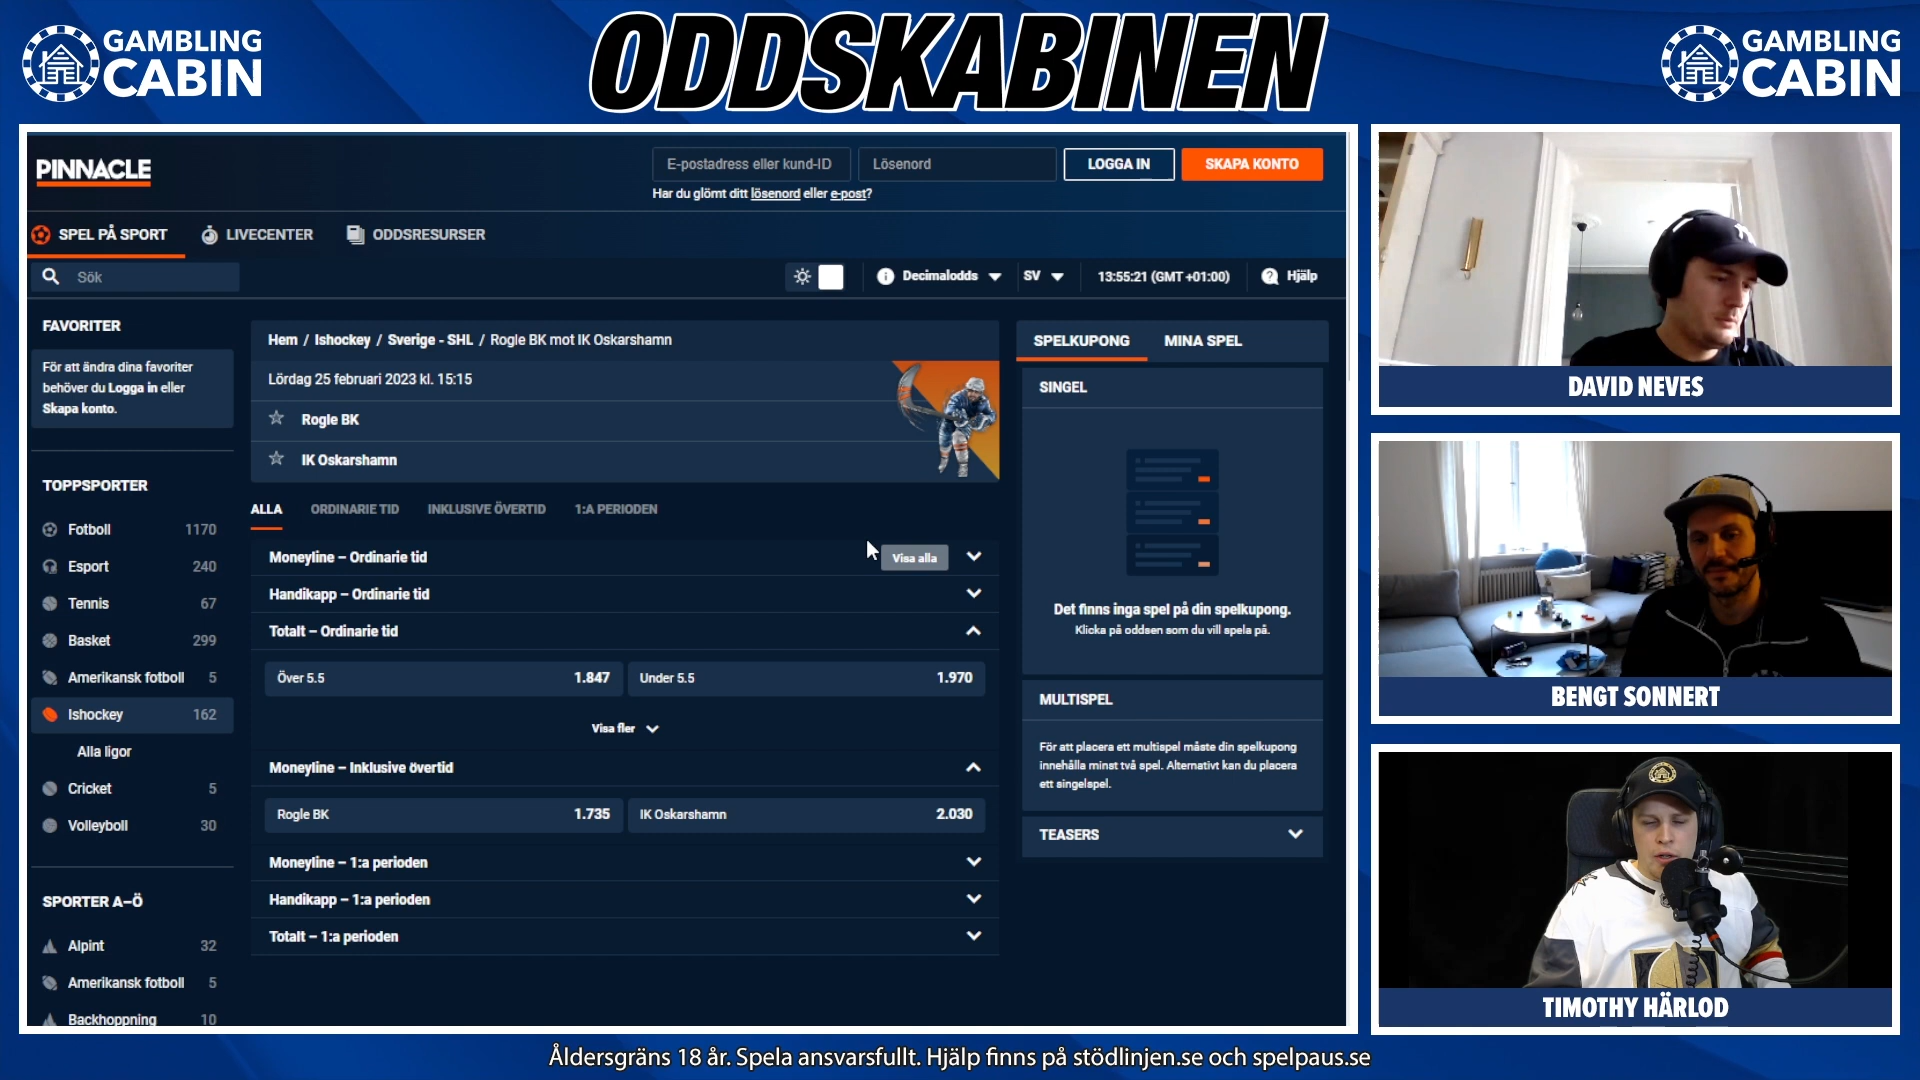 GAMBLING
CABIN
ODDSKABINEN
GAMBLING
CABIN
PINNACLE
E-postadress eller kund-ID
Lösenord
LOGGA IN
SKAPA KONTO
Har du glömt ditt lösenord eller e-post?
SPEL PÅ SPORT
LIVECENTER
ODDSRESURSER
Sök
Decimalodds
SV
13:55:21 (GMT +01:00)
Hjälp
FAVORITER
För att ändra dina favoriter
behöver du Logga in eller
Skapa konto.
TOPPSPORTER
Fotboll 1170
Esport 240
Tennis 67
Basket 299
Amerikansk fotboll 5
Ishockey 162
Alla ligor
Cricket 5
Volleyboll 30
SPORTER A–Ö
Alpint 32
Amerikansk fotboll 5
Backhoppning 10
Hem / Ishockey / Sverige - SHL / Rogle BK mot IK Oskarshamn
Lördag 25 februari 2023 kl. 15:15
Rogle BK
IK Oskarshamn
ALLA
ORDINARIE TID
INKLUSIVE ÖVERTID
1:A PERIODEN
Moneyline – Ordinarie tid
Visa alla
Handikapp – Ordinarie tid
Totalt – Ordinarie tid
Över 5.5 1.847
Under 5.5 1.970
Visa fler
Moneyline – Inklusive övertid
Rogle BK 1.735
IK Oskarshamn 2.030
Moneyline – 1:a perioden
Handikapp – 1:a perioden
Totalt – 1:a perioden
SPELKUPONG
MINA SPEL
SINGEL
Det finns inga spel på din spelkupong.
Klicka på oddsen som du vill spela på.
MULTISPEL
För att placera ett multispel måste din spelkupong
innehålla minst två spel. Alternativt kan du placera
ett singelspel.
TEASERS
DAVID NEVES
BENGT SONNERT
TIMOTHY HÄRLOD
Åldersgräns 18 år. Spela ansvarsfullt. Hjälp finns på stödlinjen.se och spelpaus.se